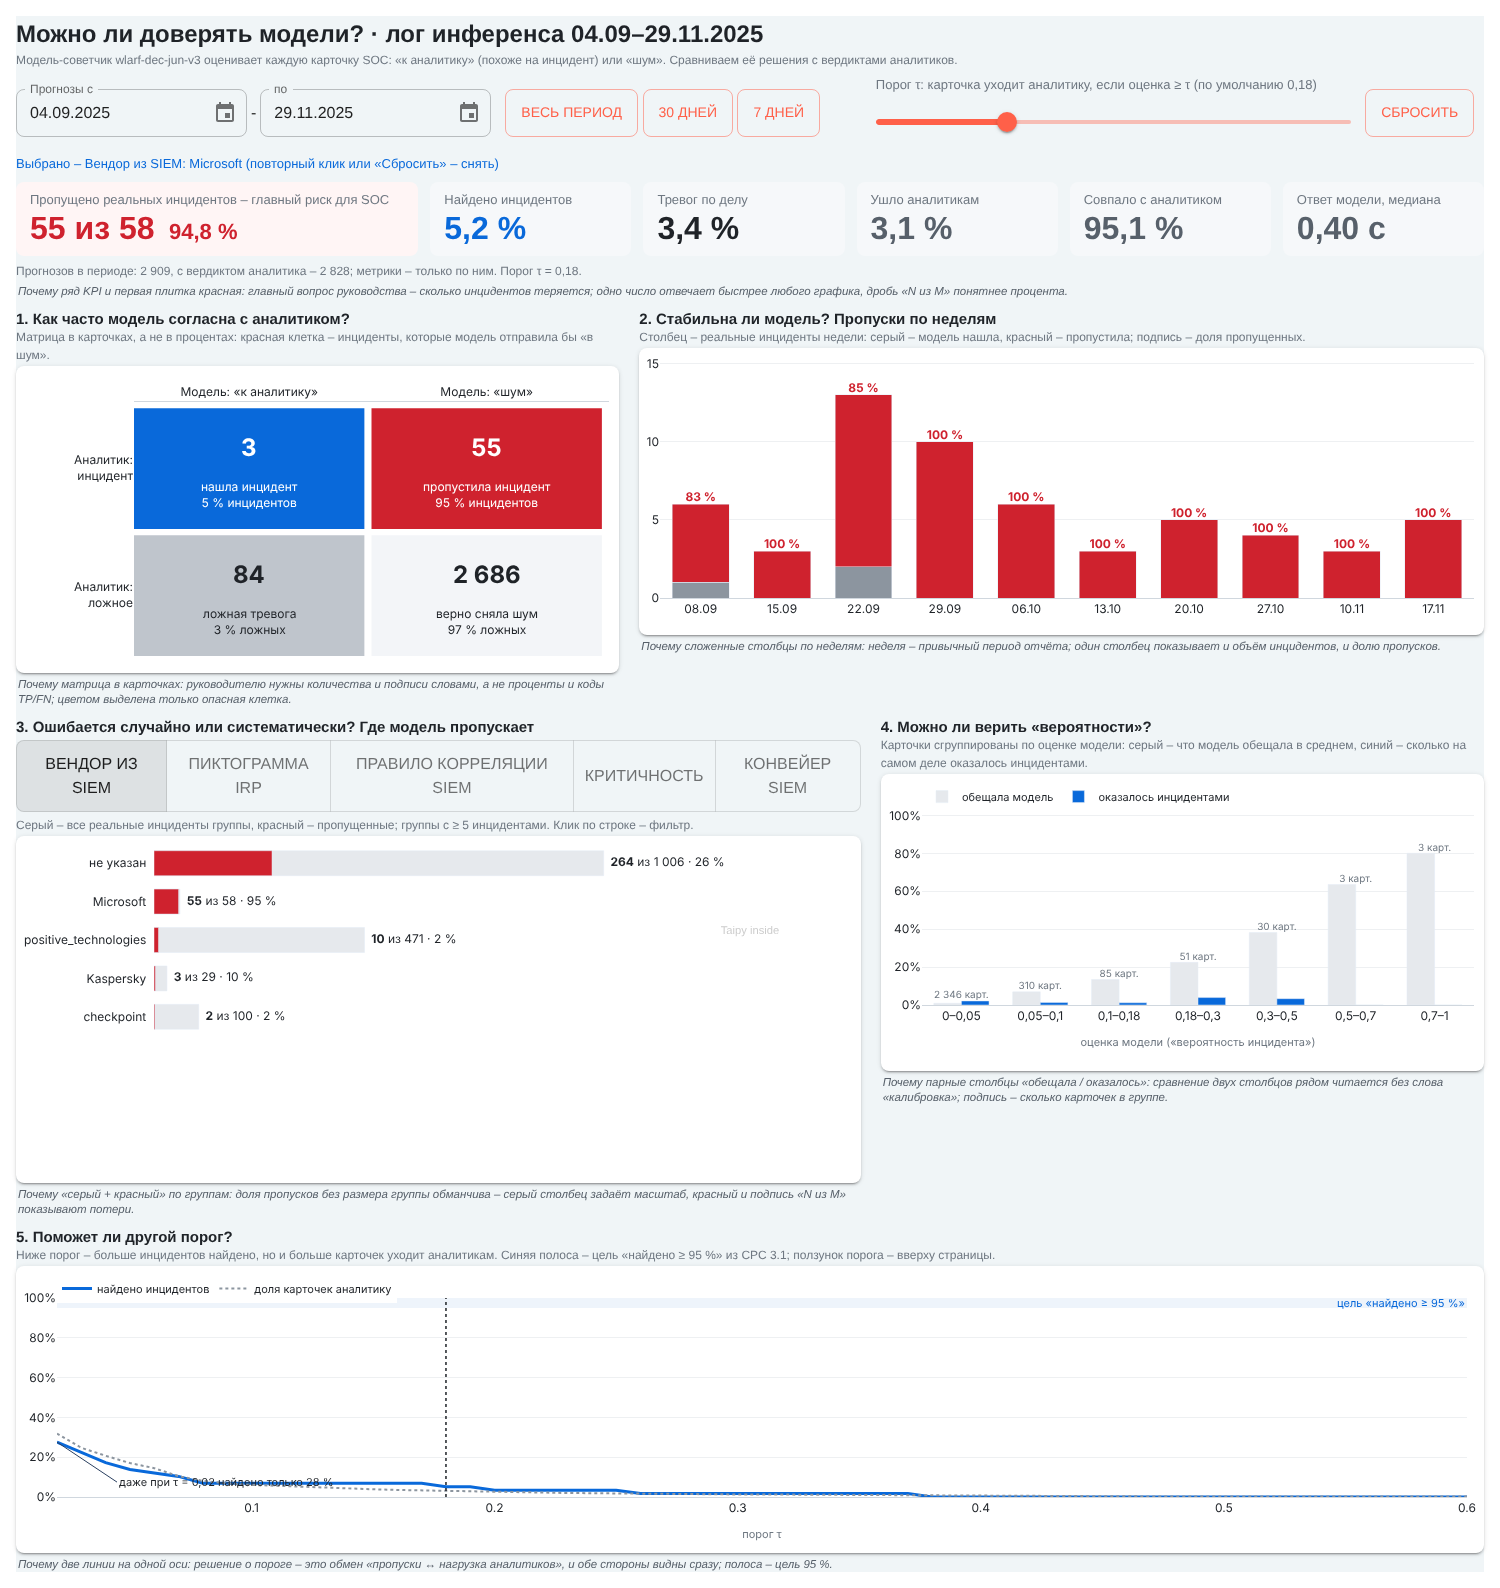 Можно ли доверять модели? · лог инференса 04.09–29.11.2025
Модель-советчик wlarf-dec-jun-v3 оценивает каждую карточку SOC: «к аналитику» (похоже на инцидент) или «шум». Сравниваем её решения с вердиктами аналитиков.
Прогнозы с
04.09.2025
-
по
29.11.2025
ВЕСЬ ПЕРИОД
30 ДНЕЙ
7 ДНЕЙ
Порог τ: карточка уходит аналитику, если оценка ≥ τ (по умолчанию 0,18)
СБРОСИТЬ
Выбрано – Вендор из SIEM: Microsoft (повторный клик или «Сбросить» – снять)
Пропущено реальных инцидентов – главный риск для SOC
55 из 58 94,8 %
Найдено инцидентов
5,2 %
Тревог по делу
3,4 %
Ушло аналитикам
3,1 %
Совпало с аналитиком
95,1 %
Ответ модели, медиана
0,40 с
Прогнозов в периоде: 2 909, с вердиктом аналитика – 2 828; метрики – только по ним. Порог τ = 0,18.
Почему ряд KPI и первая плитка красная: главный вопрос руководства – сколько инцидентов теряется; одно число отвечает быстрее любого графика, дробь «N из M» понятнее процента.
1. Как часто модель согласна с аналитиком?
Матрица в карточках, а не в процентах: красная клетка – инциденты, которые модель отправила бы «в
шум».
Модель: «к аналитику»
Модель: «шум»
Аналитик:
инцидент
3
нашла инцидент
5 % инцидентов
55
пропустила инцидент
95 % инцидентов
Аналитик:
ложное
84
ложная тревога
3 % ложных
2 686
верно сняла шум
97 % ложных
Почему матрица в карточках: руководителю нужны количества и подписи словами, а не проценты и коды
TP/FN; цветом выделена только опасная клетка.
2. Стабильна ли модель? Пропуски по неделям
Столбец – реальные инциденты недели: серый – модель нашла, красный – пропустила; подпись – доля пропущенных.
15
10
5
0
83 %
100 %
85 %
100 %
100 %
100 %
100 %
100 %
100 %
100 %
08.09
15.09
22.09
29.09
06.10
13.10
20.10
27.10
10.11
17.11
Почему сложенные столбцы по неделям: неделя – привычный период отчёта; один столбец показывает и объём инцидентов, и долю пропусков.
3. Ошибается случайно или систематически? Где модель пропускает
ВЕНДОР ИЗ
SIEM
ПИКТОГРАММА
IRP
ПРАВИЛО КОРРЕЛЯЦИИ
SIEM
КРИТИЧНОСТЬ
КОНВЕЙЕР
SIEM
Серый – все реальные инциденты группы, красный – пропущенные; группы с ≥ 5 инцидентами. Клик по строке – фильтр.
не указан
264 из 1 006 · 26 %
Microsoft
55 из 58 · 95 %
positive_technologies
10 из 471 · 2 %
Kaspersky
3 из 29 · 10 %
checkpoint
2 из 100 · 2 %
Taipy inside
Почему «серый + красный» по группам: доля пропусков без размера группы обманчива – серый столбец задаёт масштаб, красный и подпись «N из M»
показывают потери.
4. Можно ли верить «вероятности»?
Карточки сгруппированы по оценке модели: серый – что модель обещала в среднем, синий – сколько на
самом деле оказалось инцидентами.
обещала модель
оказалось инцидентами
100%
80%
60%
40%
20%
0%
2 346 карт.
310 карт.
85 карт.
51 карт.
30 карт.
3 карт.
3 карт.
0–0,05
0,05–0,1
0,1–0,18
0,18–0,3
0,3–0,5
0,5–0,7
0,7–1
оценка модели («вероятность инцидента»)
Почему парные столбцы «обещала / оказалось»: сравнение двух столбцов рядом читается без слова
«калибровка»; подпись – сколько карточек в группе.
5. Поможет ли другой порог?
Ниже порог – больше инцидентов найдено, но и больше карточек уходит аналитикам. Синяя полоса – цель «найдено ≥ 95 %» из СРС 3.1; ползунок порога – вверху страницы.
найдено инцидентов
доля карточек аналитику
цель «найдено ≥ 95 %»
100%
80%
60%
40%
20%
0%
даже при τ = 0,02 найдено только 28 %
0.1
0.2
0.3
0.4
0.5
0.6
порог τ
Почему две линии на одной оси: решение о пороге – это обмен «пропуски ↔ нагрузка аналитиков», и обе стороны видны сразу; полоса – цель 95 %.